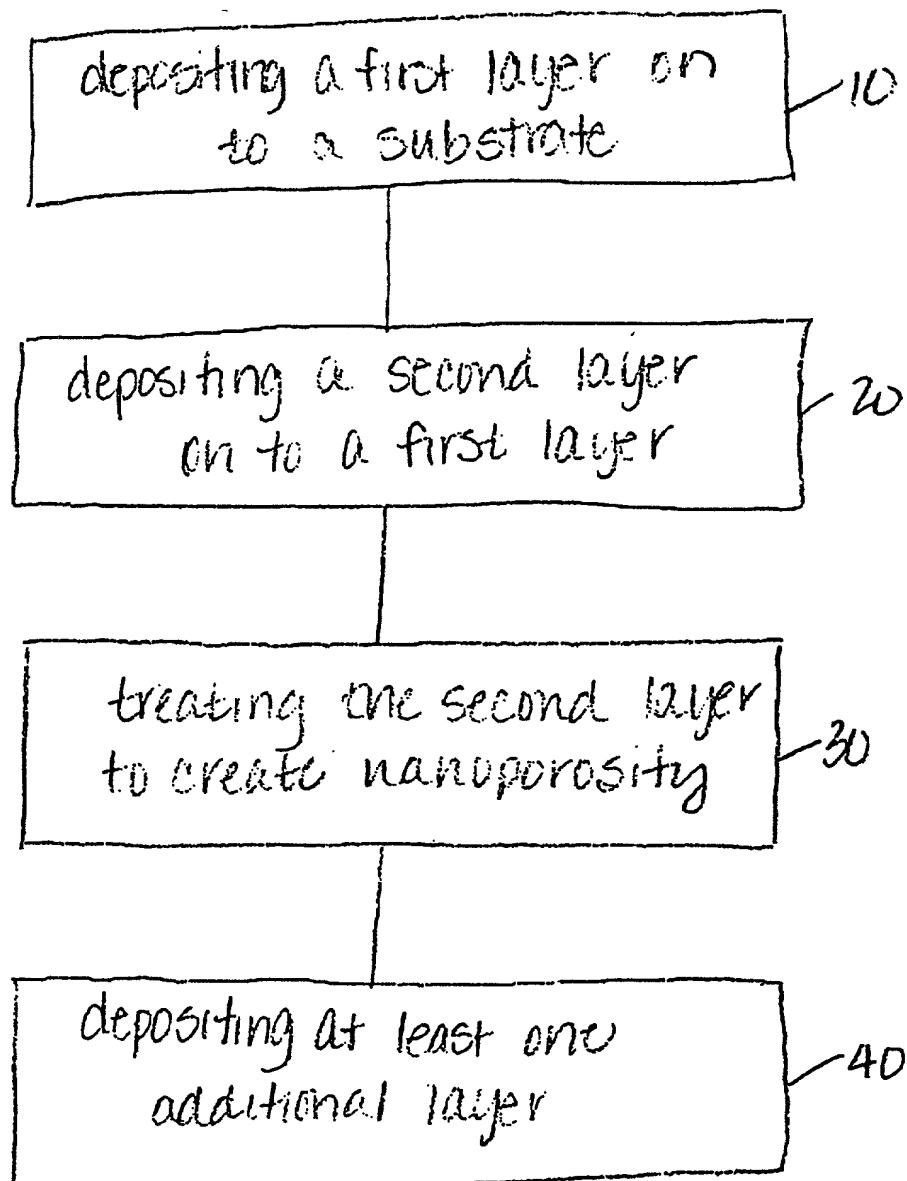 depositing a first layer on
to a substrate
10
depositing a second layer
on to a first layer
20
treating the second layer
to create nanoporosity
30
depositing at least one
additional layer
40